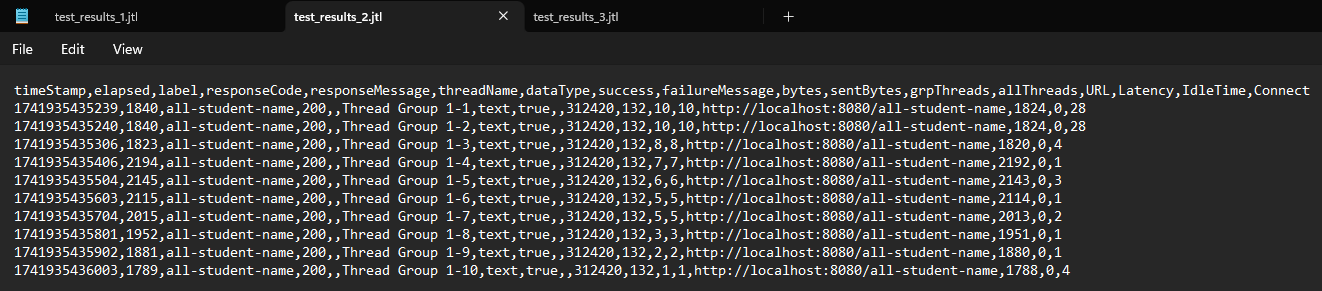 test_results_1.jtl test_results_2.jtl test_results_3.jtl
File Edit View
timeStamp,elapsed,label,responseCode,responseMessage,threadName,dataType,success,failureMessage,bytes,sentBytes,grpThreads,allThreads,URL,Latency,IdleTime,Connect
1741935435239,1840,all-student-name,200,,Thread Group 1-1,text,true,,312420,132,10,10,http://localhost:8080/all-student-name,1824,0,28
1741935435240,1840,all-student-name,200,,Thread Group 1-2,text,true,,312420,132,10,10,http://localhost:8080/all-student-name,1824,0,28
1741935435306,1823,all-student-name,200,,Thread Group 1-3,text,true,,312420,132,8,8,http://localhost:8080/all-student-name,1820,0,4
1741935435406,2194,all-student-name,200,,Thread Group 1-4,text,true,,312420,132,7,7,http://localhost:8080/all-student-name,2192,0,1
1741935435504,2145,all-student-name,200,,Thread Group 1-5,text,true,,312420,132,6,6,http://localhost:8080/all-student-name,2143,0,3
1741935435603,2115,all-student-name,200,,Thread Group 1-6,text,true,,312420,132,5,5,http://localhost:8080/all-student-name,2114,0,1
1741935435704,2015,all-student-name,200,,Thread Group 1-7,text,true,,312420,132,5,5,http://localhost:8080/all-student-name,2013,0,2
1741935435801,1952,all-student-name,200,,Thread Group 1-8,text,true,,312420,132,3,3,http://localhost:8080/all-student-name,1951,0,1
1741935435902,1881,all-student-name,200,,Thread Group 1-9,text,true,,312420,132,2,2,http://localhost:8080/all-student-name,1880,0,1
1741935436003,1789,all-student-name,200,,Thread Group 1-10,text,true,,312420,132,1,1,http://localhost:8080/all-student-name,1788,0,4